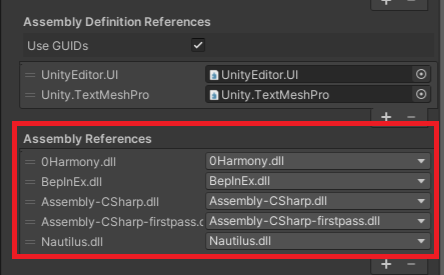 Assembly Definition References
Use GUIDs
UnityEditor.UI UnityEditor.UI
Unity.TextMeshPro Unity.TextMeshPro
Assembly References
0Harmony.dll 0Harmony.dll
BepInEx.dll BepInEx.dll
Assembly-CSharp.dll Assembly-CSharp.dll
Assembly-CSharp-firstpass.c Assembly-CSharp-firstpass.dll
Nautilus.dll Nautilus.dll